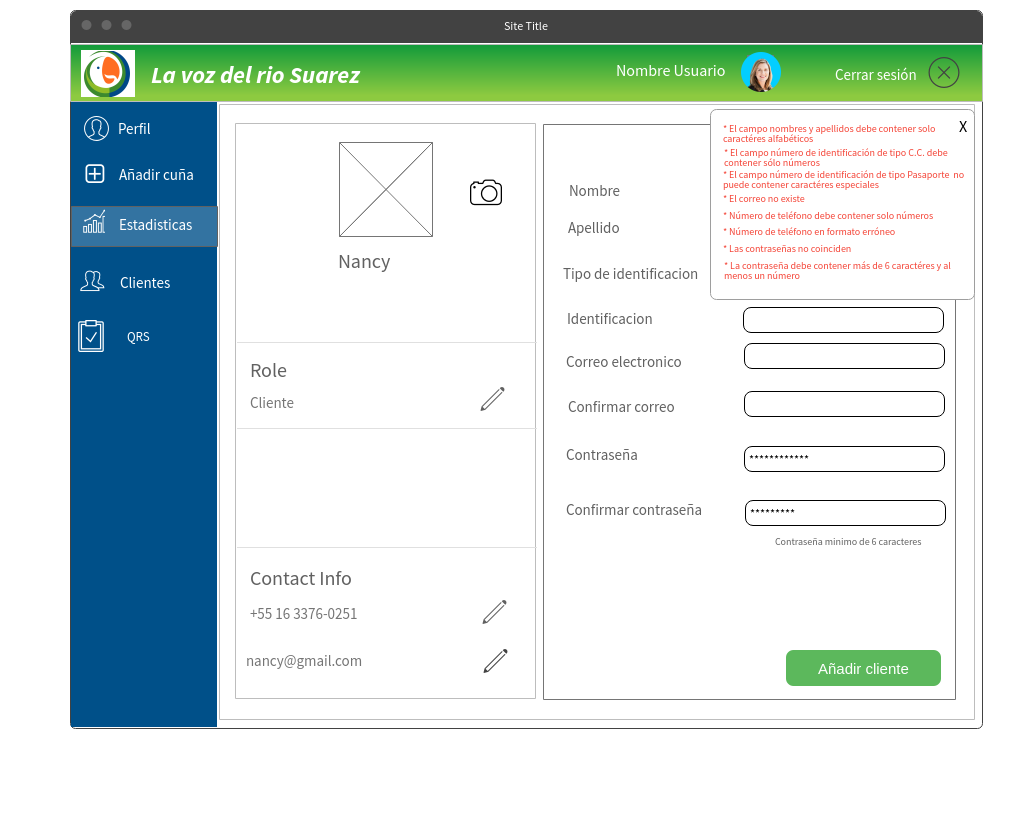 Site Title
La voz del rio Suarez
Nombre Usuario
Cerrar sesión
Perfil
Añadir cuña
Estadisticas
Clientes
QRS
Nancy
Role
Cliente
Contact Info
+55 16 3376-0251
nancy@gmail.com
X
* El campo nombres y apellidos debe contener solo
caractéres alfabéticos
* El campo número de identificación de tipo C.C. debe
contener sólo números
* El campo número de identificación de tipo Pasaporte no
puede contener caractéres especiales
* El correo no existe
* Número de teléfono debe contener solo números
* Número de teléfono en formato erróneo
* Las contraseñas no coinciden
* La contraseña debe contener más de 6 caractéres y al
menos un número
Nombre
Apellido
Tipo de identificacion
Identificacion
Correo electronico
Confirmar correo
Contraseña
************
Confirmar contraseña
*********
Contraseña minimo de 6 caracteres
Añadir cliente